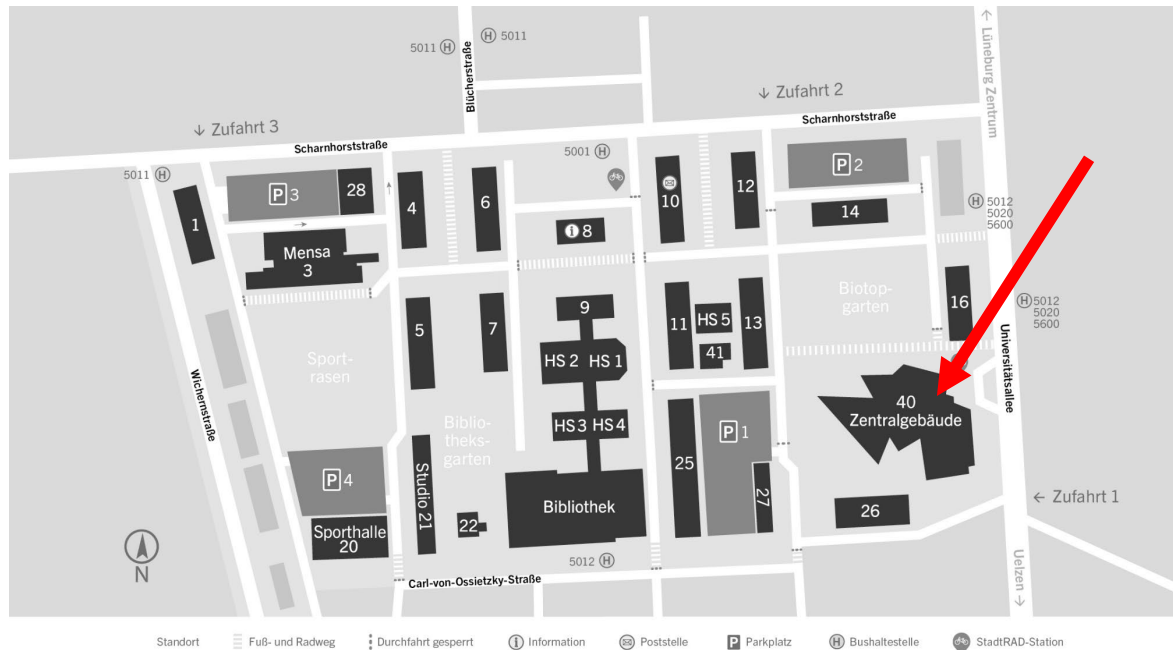 5011 H
H 5011
Blücherstraße
↑ Lüneburg Zentrum
↓ Zufahrt 3
↓ Zufahrt 2
Scharnhorststraße
Scharnhorststraße
5011 H
5001 H
1
P 3
28
4
6
10
12
P 2
14
H 5012
5020
5600
i 8
Mensa
3
Biotop-
garten
16
H 5012
5020
5600
5
7
9
11
HS 5
13
41
HS 2
HS 1
Sport-
rasen
Wichernstraße
Universitätsallee
40
Zentralgebäude
Biblio-
theks-
garten
HS 3
HS 4
P 1
25
27
Studio 21
P 4
22
Bibliothek
26
← Zufahrt 1
Sporthalle
20
N
5012 H
Carl-von-Ossietzky-Straße
Uelzen →
Standort
Fuß- und Radweg
Durchfahrt gesperrt
i Information
Poststelle
P Parkplatz
H Bushaltestelle
StadtRAD-Station